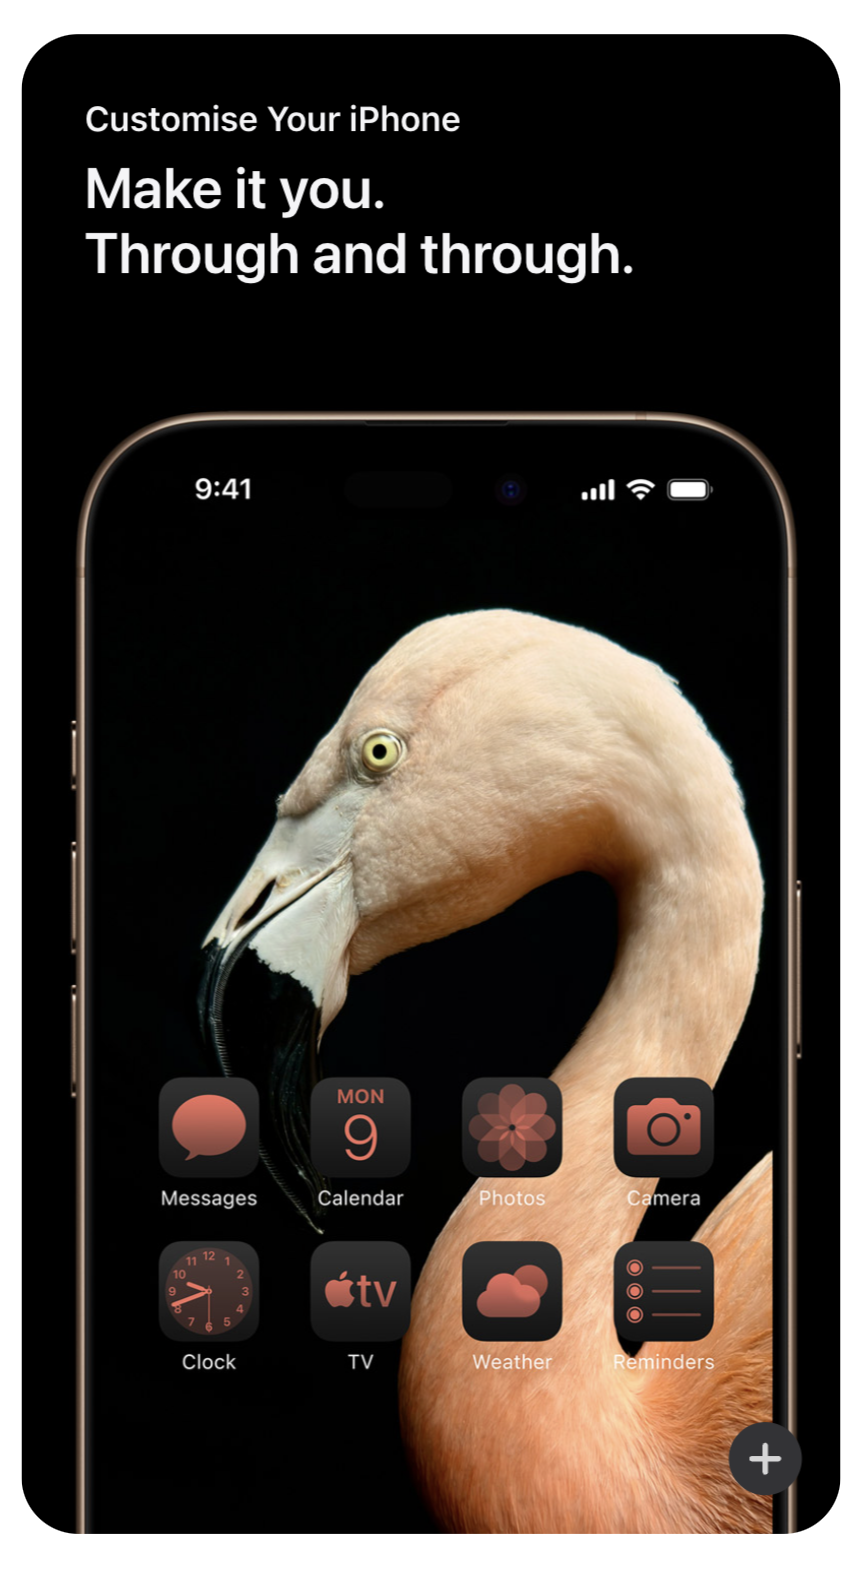 Customise Your iPhone
Make it you.
Through and through.
9:41
MON
9
Messages
Calendar
Photos
Camera
12
11 1
10 2
9 3
8 4
7 5
6
tv
Clock
TV
Weather
Reminders